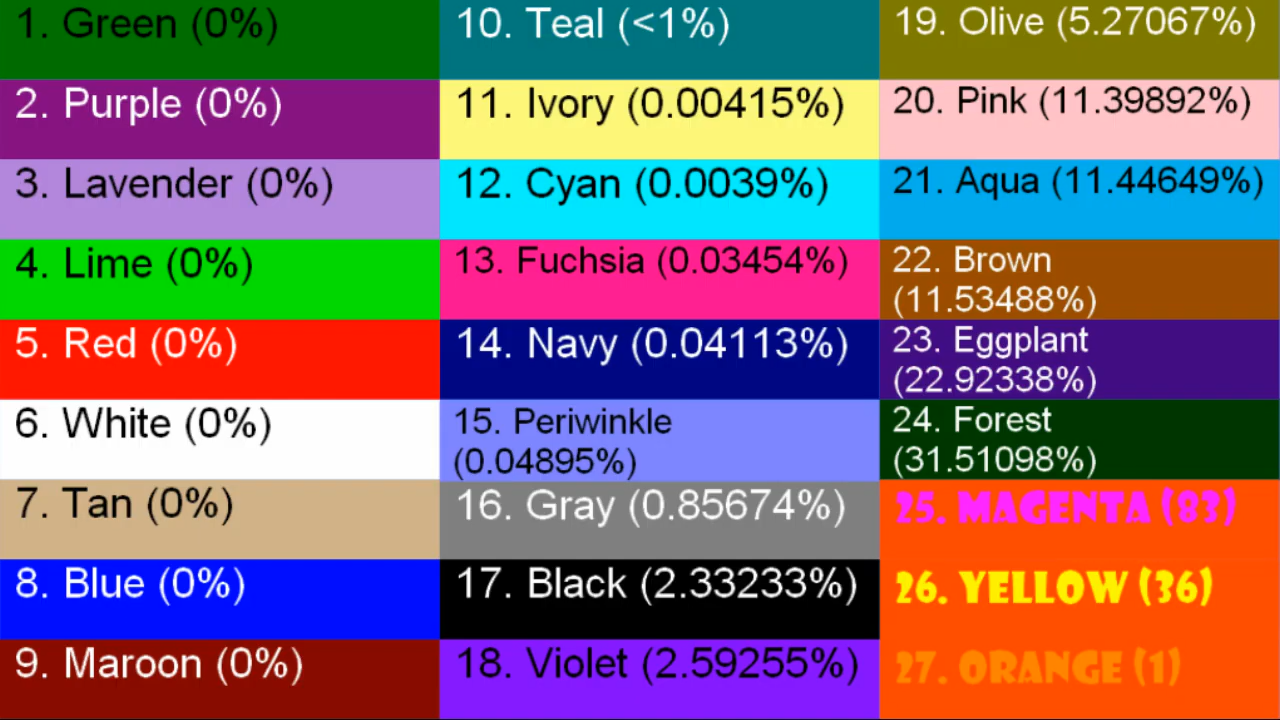 1. Green (0%)
2. Purple (0%)
3. Lavender (0%)
4. Lime (0%)
5. Red (0%)
6. White (0%)
7. Tan (0%)
8. Blue (0%)
9. Maroon (0%)
10. Teal (<1%)
11. Ivory (0.00415%)
12. Cyan (0.0039%)
13. Fuchsia (0.03454%)
14. Navy (0.04113%)
15. Periwinkle
(0.04895%)
16. Gray (0.85674%)
17. Black (2.33233%)
18. Violet (2.59255%)
19. Olive (5.27067%)
20. Pink (11.39892%)
21. Aqua (11.44649%)
22. Brown
(11.53488%)
23. Eggplant
(22.92338%)
24. Forest
(31.51098%)
25. MAGENTA (83)
26. YELLOW (36)
27. ORANGE (1)